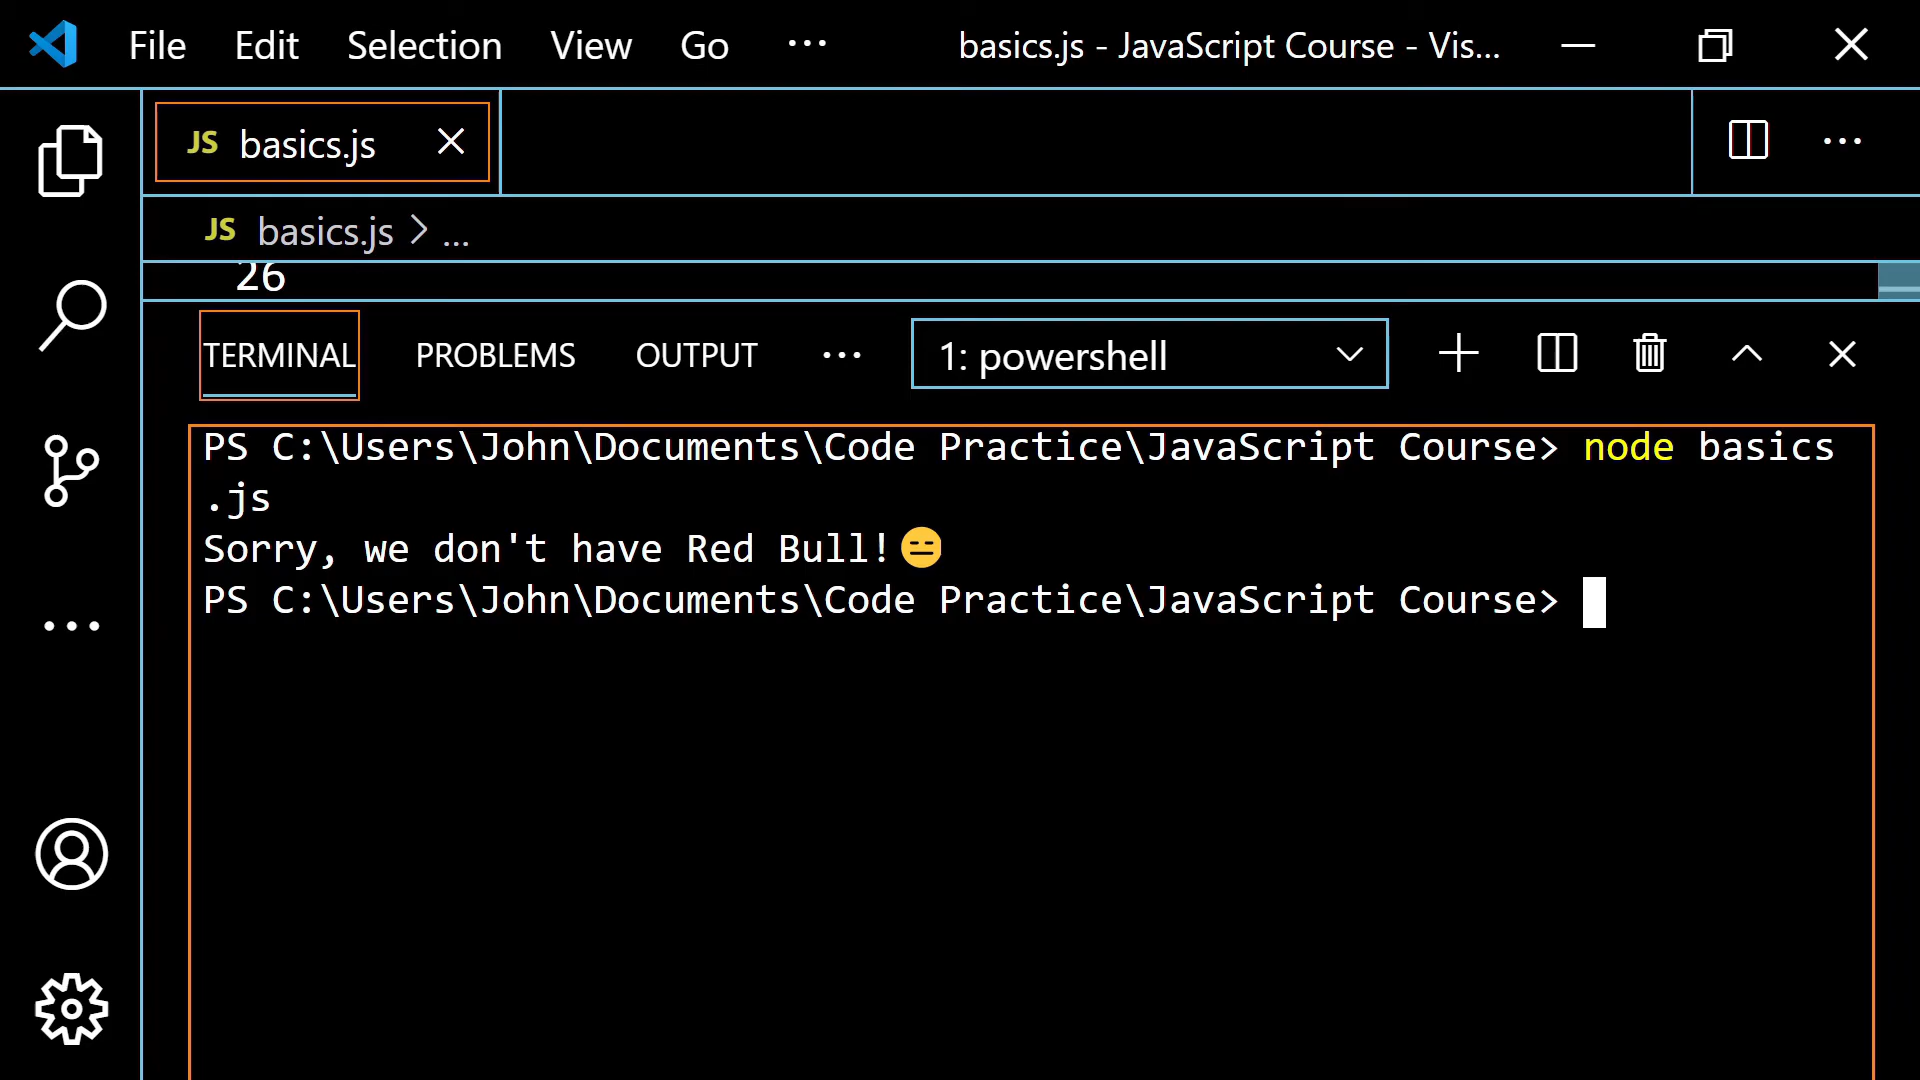 File Edit Selection View Go ··· basics.js - JavaScript Course - Vis...
JS basics.js
JS basics.js > ...
26
TERMINAL PROBLEMS OUTPUT ··· 1: powershell
PS C:\Users\John\Documents\Code Practice\JavaScript Course> node basics
.js
Sorry, we don't have Red Bull!😑
PS C:\Users\John\Documents\Code Practice\JavaScript Course>